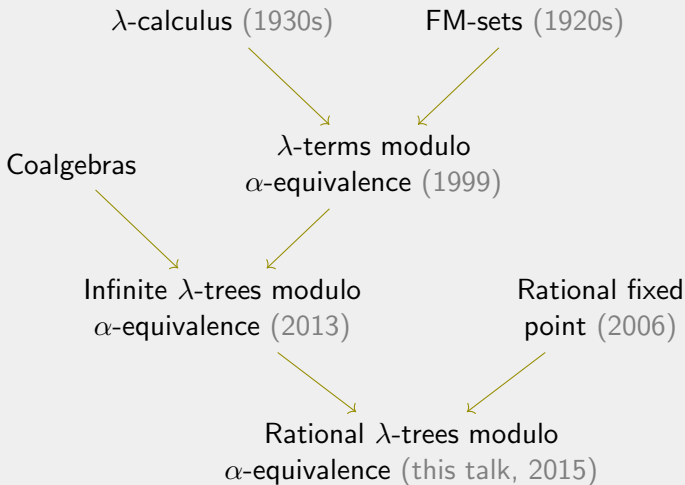 λ-calculus (1930s)
FM-sets (1920s)
λ-terms modulo
α-equivalence (1999)
Coalgebras
Infinite λ-trees modulo
α-equivalence (2013)
Rational fixed
point (2006)
Rational λ-trees modulo
α-equivalence (this talk, 2015)